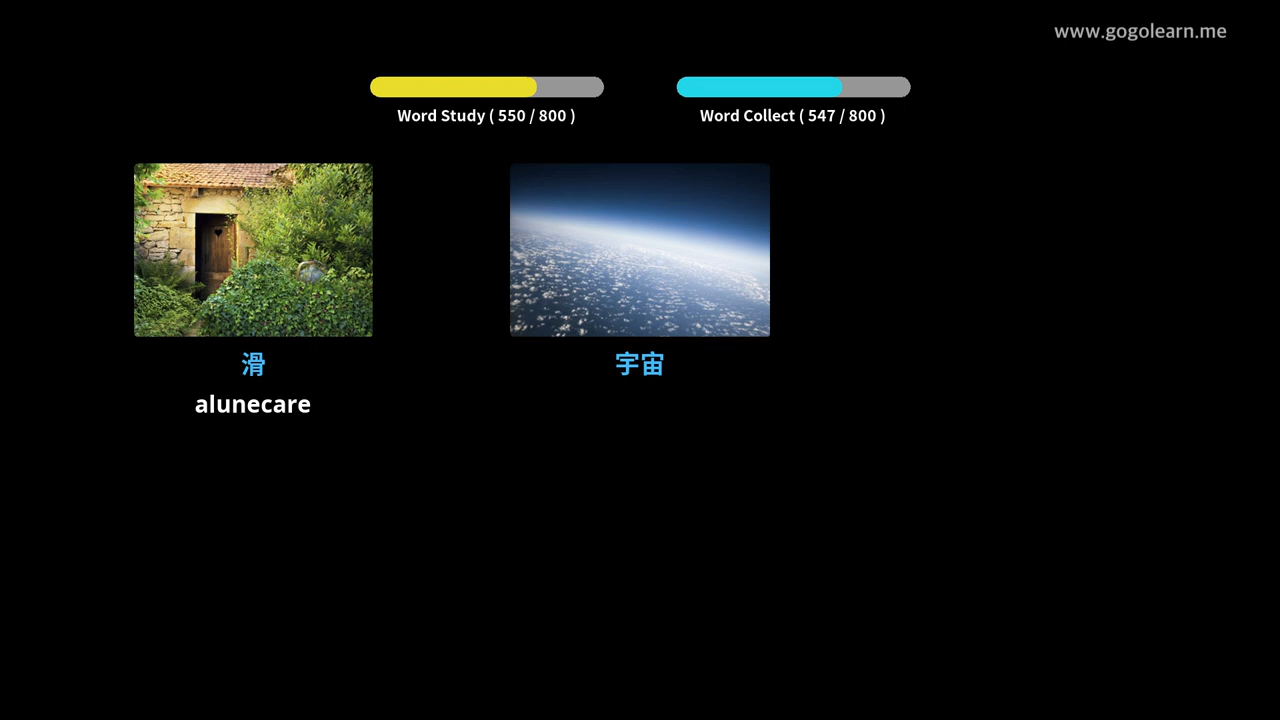 www.gogolearn.me
Word Study ( 550 / 800 )
Word Collect ( 547 / 800 )
滑
宇宙
alunecare